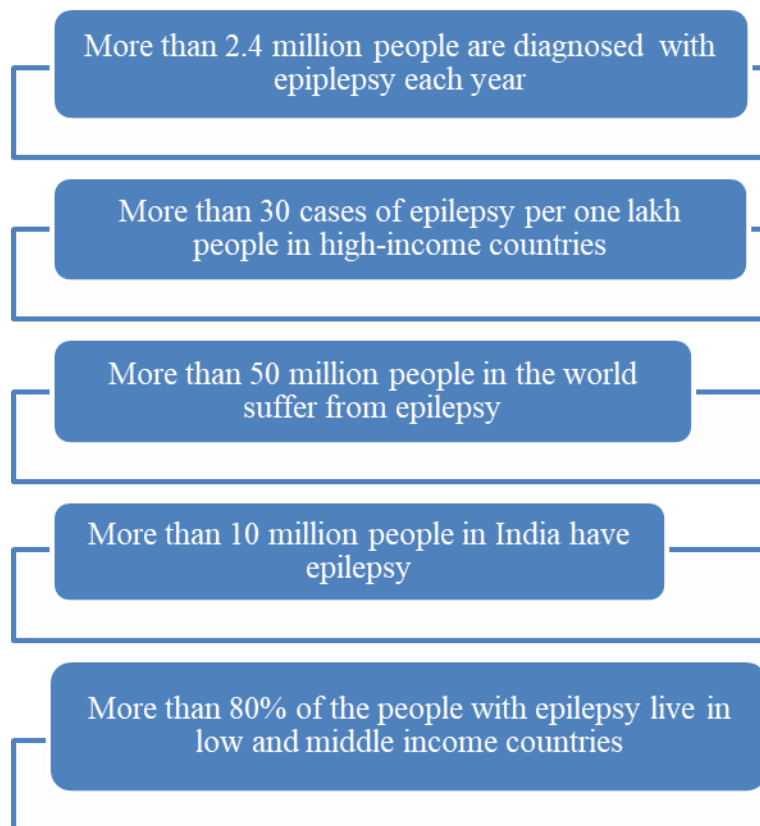 More than 2.4 million people are diagnosed with
epiplepsy each year
More than 30 cases of epilepsy per one lakh
people in high-income countries
More than 50 million people in the world
suffer from epilepsy
More than 10 million people in India have
epilepsy
More than 80% of the people with epilepsy live in
low and middle income countries